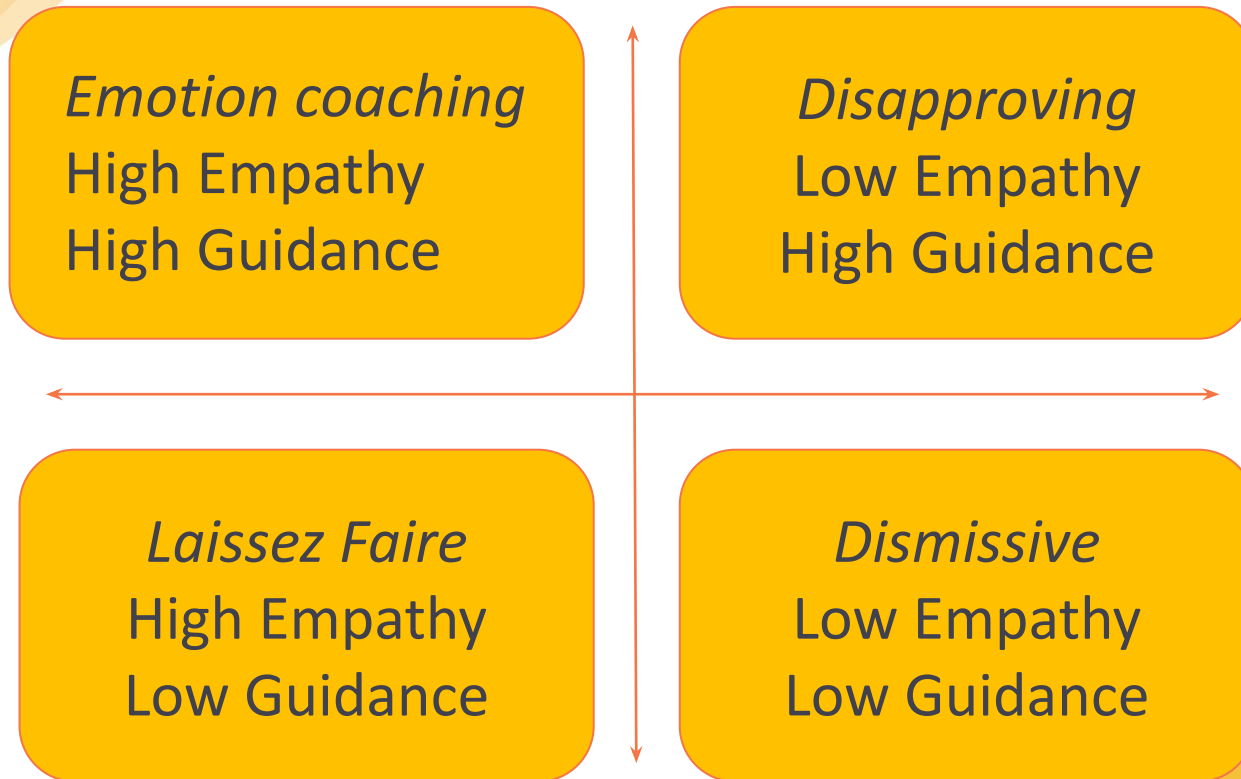 Emotion coaching
High Empathy
High Guidance
Disapproving
Low Empathy
High Guidance
Laissez Faire
High Empathy
Low Guidance
Dismissive
Low Empathy
Low Guidance